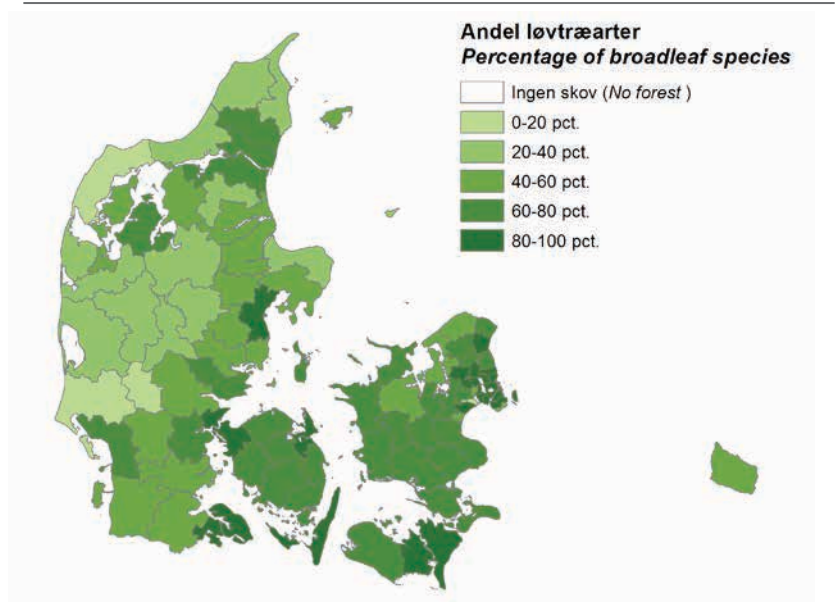 Andel løvtræarter
Percentage of broadleaf species
Ingen skov (No forest )
0-20 pct.
20-40 pct.
40-60 pct.
60-80 pct.
80-100 pct.